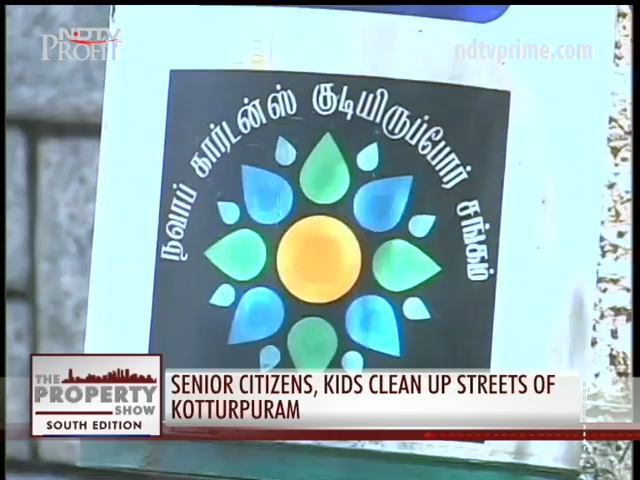 NDTV
PROFIT
ndtvprime.com
நவாப் கார்டன்ஸ் குடியிருப்போர் சங்கம்
THE
PROPERTY
SHOW
SOUTH EDITION
SENIOR CITIZENS, KIDS CLEAN UP STREETS OF
KOTTURPURAM